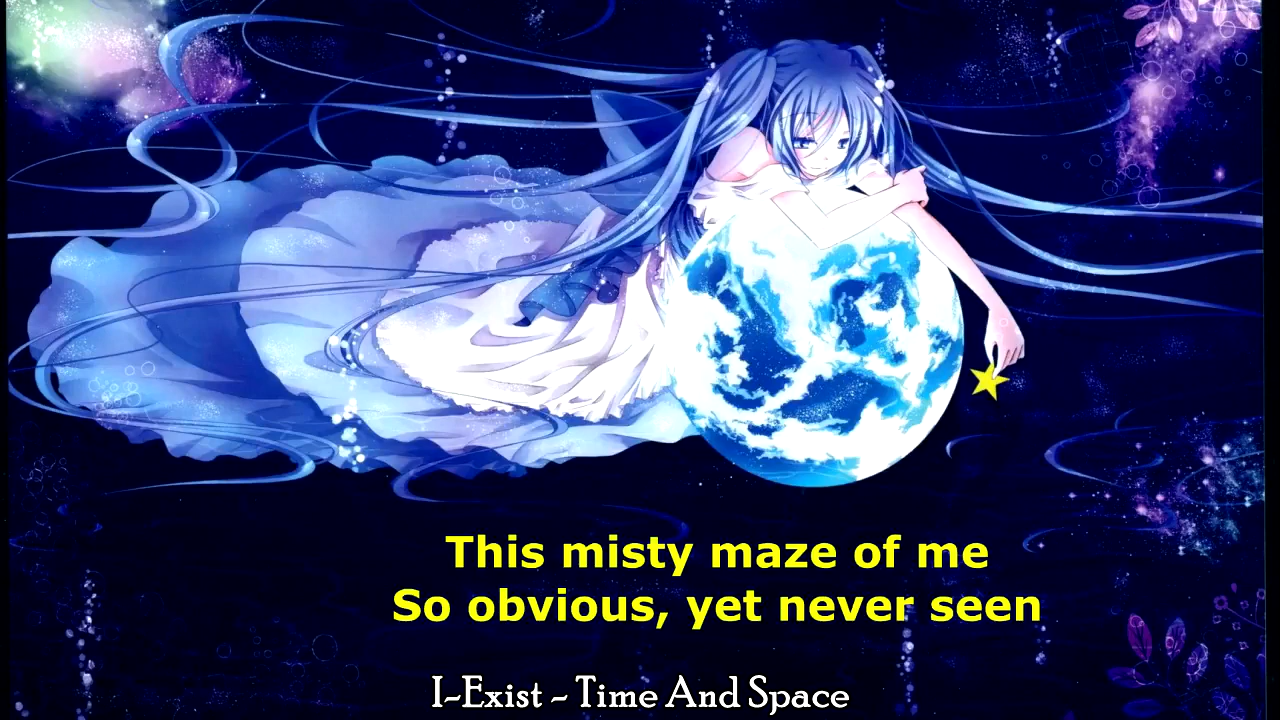 This misty maze of me
So obvious, yet never seen
I-Exist - Time And Space